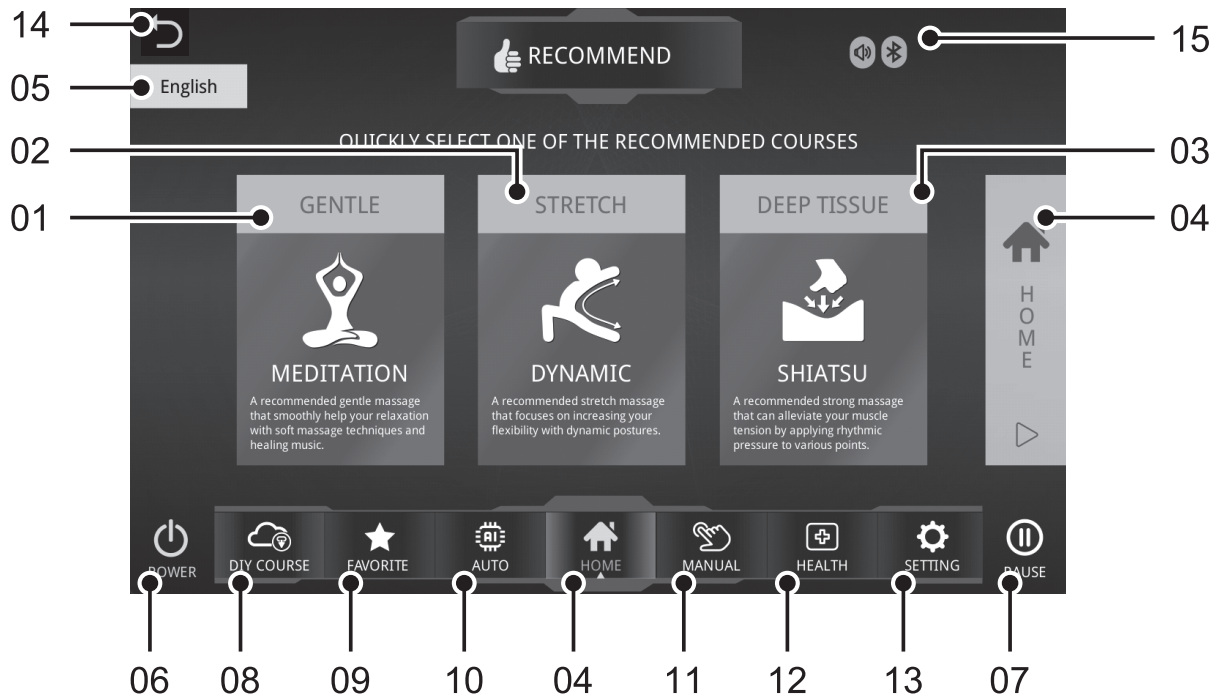 14
RECOMMEND
15
05
English
QUICKLY SELECT ONE OF THE RECOMMENDED COURSES
02
03
01
GENTLE
STRETCH
DEEP TISSUE
04
HOME
MEDITATION
A recommended gentle massage
that smoothly help your relaxation
with soft massage techniques and
healing music.
DYNAMIC
A recommended stretch massage
that focuses on increasing your
flexibility with dynamic postures.
SHIATSU
A recommended strong massage
that can alleviate your muscle
tension by applying rhythmic
pressure to various points.
POWER
DIY COURSE
FAVORITE
AI
AUTO
HOME
MANUAL
HEALTH
SETTING
PAUSE
06
08
09
10
04
11
12
13
07